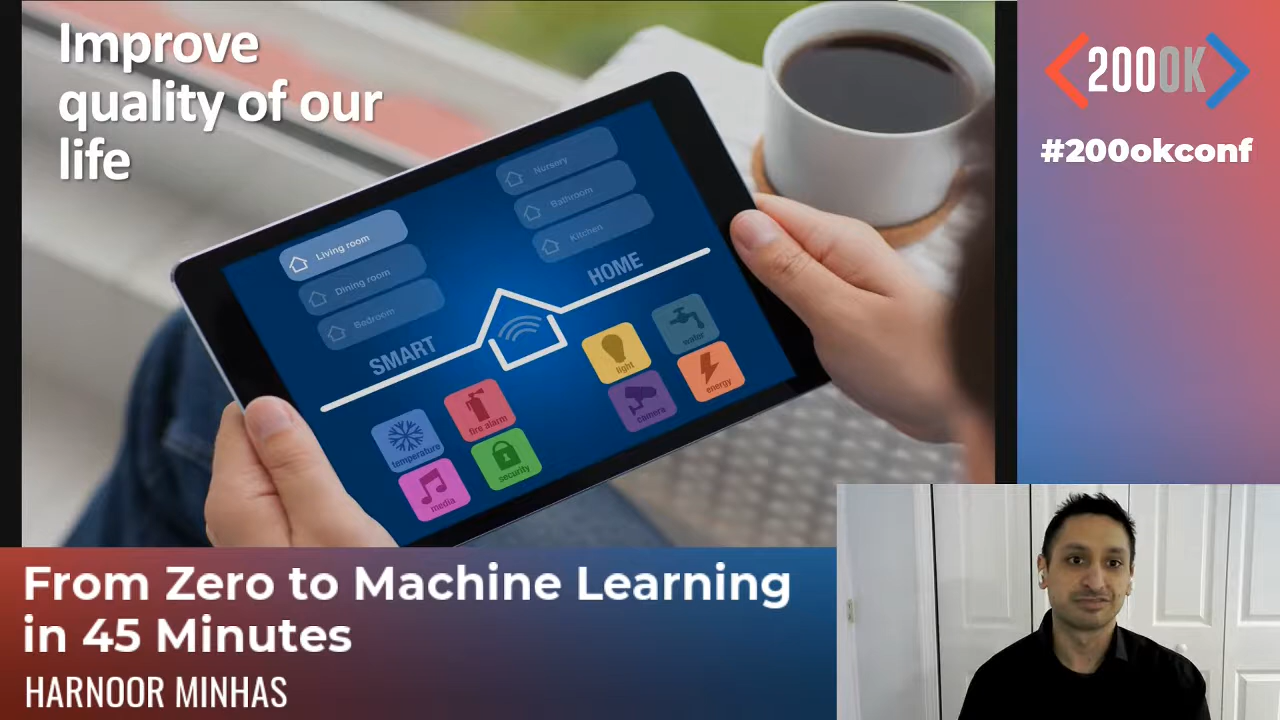 Improve
quality of our
life
Living room
Dining room
Bedroom
Nursery
Bathroom
Kitchen
SMART
HOME
temperature
fire alarm
media
security
light
water
camera
energy
<200OK>
#200okconf
From Zero to Machine Learning
in 45 Minutes
HARNOOR MINHAS